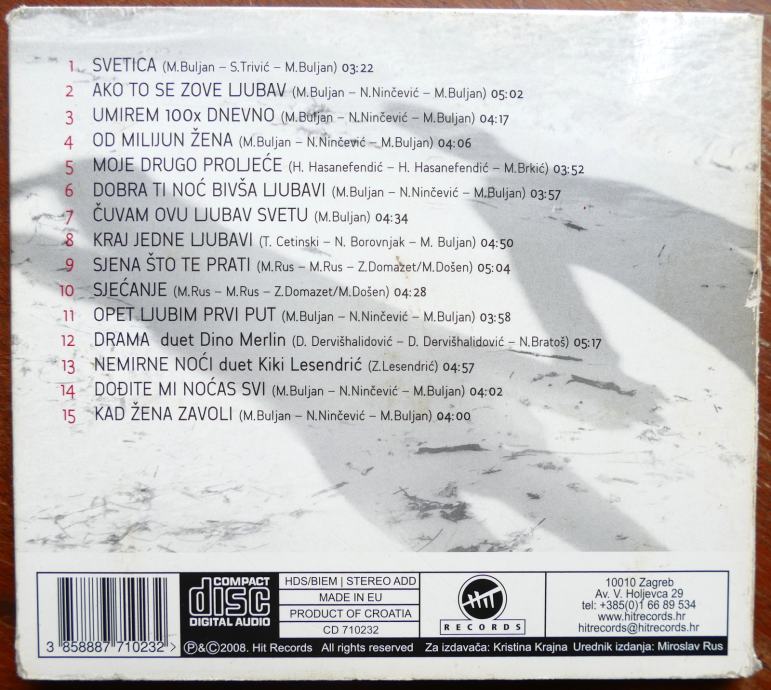 1 SVETICA (M.Buljan – S.Trivić – M.Buljan) 03:22
2 AKO TO SE ZOVE LJUBAV (M.Buljan – N.Ninčević – M.Buljan) 05:02
3 UMIREM 100x DNEVNO (M.Buljan – N.Ninčević – M.Buljan) 04:17
4 OD MILIJUN ŽENA (M.Buljan – N.Ninčević – M.Buljan) 04:06
5 MOJE DRUGO PROLJEĆE (H. Hasanefendić – H. Hasanefendić – M.Brkić) 03:52
6 DOBRA TI NOĆ BIVŠA LJUBAVI (M.Buljan – N.Ninčević – M.Buljan) 03:57
7 ČUVAM OVU LJUBAV SVETU (M.Buljan) 04:34
8 KRAJ JEDNE LJUBAVI (T. Cetinski – N. Borovnjak – M. Buljan) 04:50
9 SJENA ŠTO TE PRATI (M.Rus – M.Rus – Z.Domazet/M.Došen) 05:04
10 SJEĆANJE (M.Rus – M.Rus – Z.Domazet/M.Došen) 04:28
11 OPET LJUBIM PRVI PUT (M.Buljan – N.Ninčević – M.Buljan) 03:58
12 DRAMA duet Dino Merlin (D. Dervišhalidović – D. Dervišhalidović – N.Bratoš) 05:17
13 NEMIRNE NOĆI duet Kiki Lesendrić (Z.Lesendrić) 04:57
14 DOĐITE MI NOĆAS SVI (M.Buljan – N.Ninčević – M.Buljan) 04:02
15 KAD ŽENA ZAVOLI (M.Buljan – N.Ninčević – M.Buljan) 04:00
3 858887 710232 >
COMPACT
disc
DIGITAL AUDIO
HDS/BIEM | STEREO ADD
MADE IN EU
PRODUCT OF CROATIA
CD 710232
HIT
RECORDS
10010 Zagreb
Av. V. Holjevca 29
tel: +385(0)1 66 89 534
www.hitrecords.hr
hitrecords@hitrecords.hr
℗&©2008. Hit Records All rights reserved Za izdavača: Kristina Krajna Urednik izdanja: Miroslav Rus